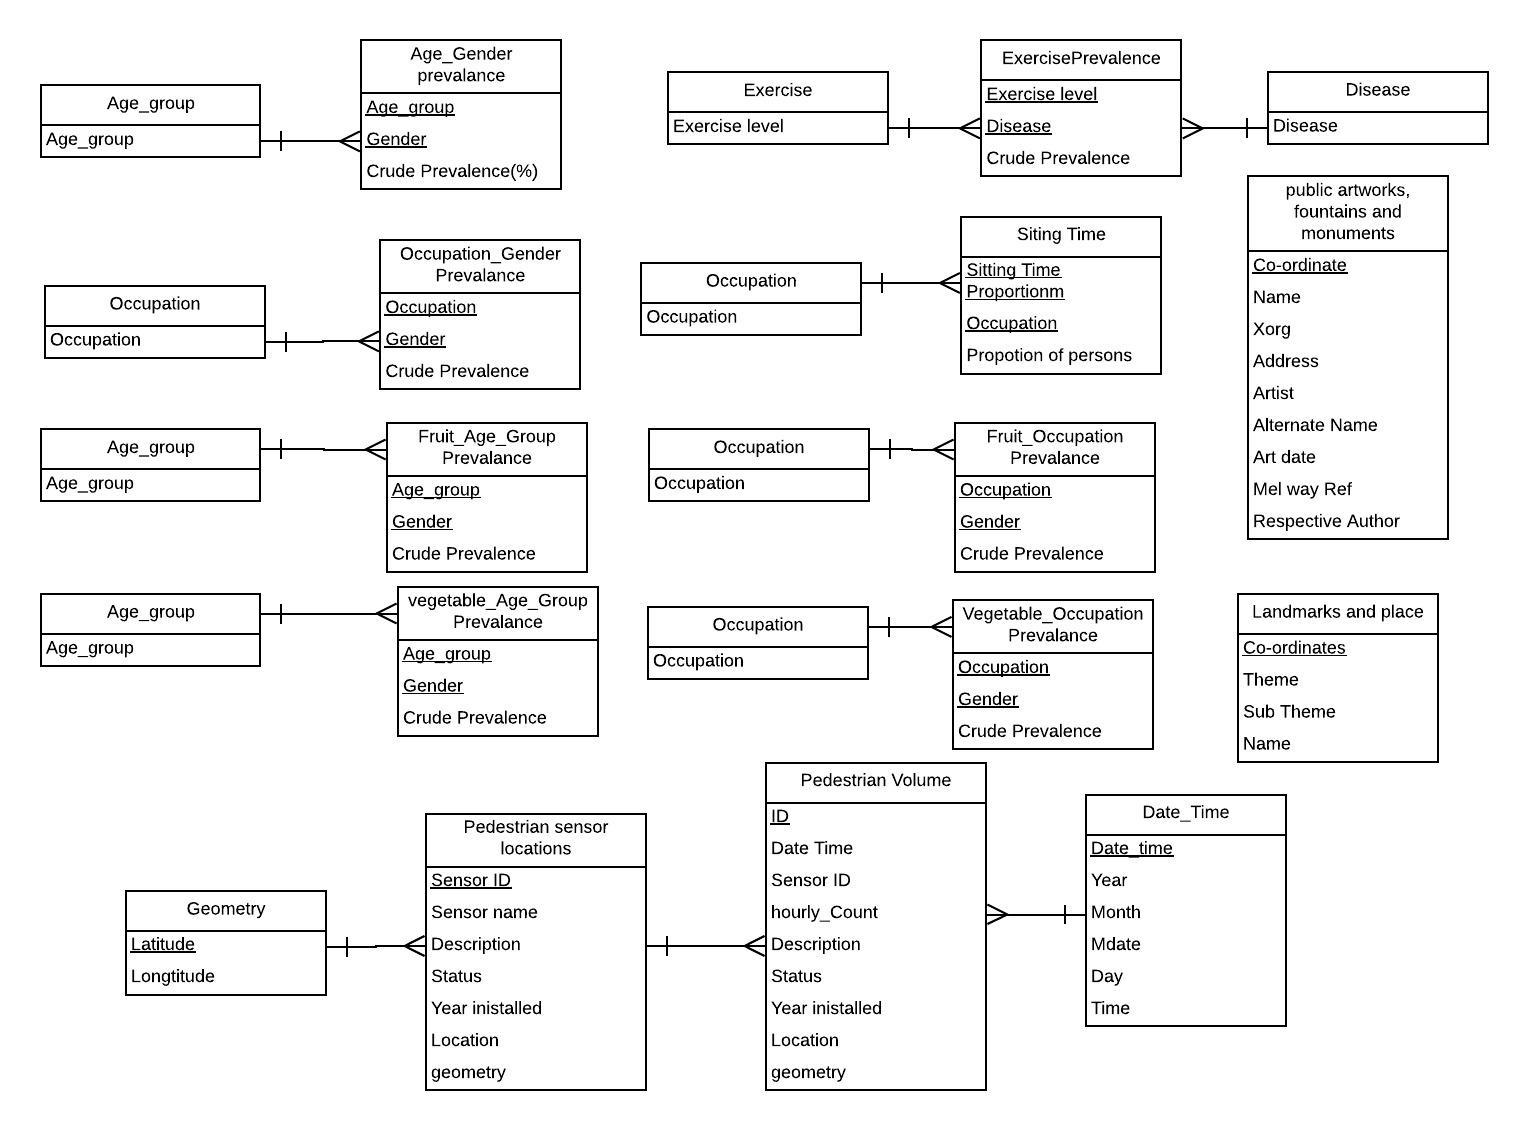 Age_group
Age_group
Age_Gender
prevalance
Age_group
Gender
Crude Prevalence(%)
Exercise
Exercise level
ExercisePrevalence
Exercise level
Disease
Crude Prevalence
Disease
Disease
Occupation
Occupation
Occupation_Gender
Prevalance
Occupation
Gender
Crude Prevalence
Occupation
Occupation
Siting Time
Sitting Time
Proportionm
Occupation
Propotion of persons
public artworks,
fountains and
monuments
Co-ordinate
Name
Xorg
Address
Artist
Alternate Name
Art date
Mel way Ref
Respective Author
Age_group
Age_group
Fruit_Age_Group
Prevalance
Age_group
Gender
Crude Prevalence
Occupation
Occupation
Fruit_Occupation
Prevalance
Occupation
Gender
Crude Prevalence
Age_group
Age_group
vegetable_Age_Group
Prevalance
Age_group
Gender
Crude Prevalence
Occupation
Occupation
Vegetable_Occupation
Prevalance
Occupation
Gender
Crude Prevalence
Landmarks and place
Co-ordinates
Theme
Sub Theme
Name
Geometry
Latitude
Longtitude
Pedestrian sensor
locations
Sensor ID
Sensor name
Description
Status
Year inistalled
Location
geometry
Pedestrian Volume
ID
Date Time
Sensor ID
hourly_Count
Description
Status
Year inistalled
Location
geometry
Date_Time
Date_time
Year
Month
Mdate
Day
Time